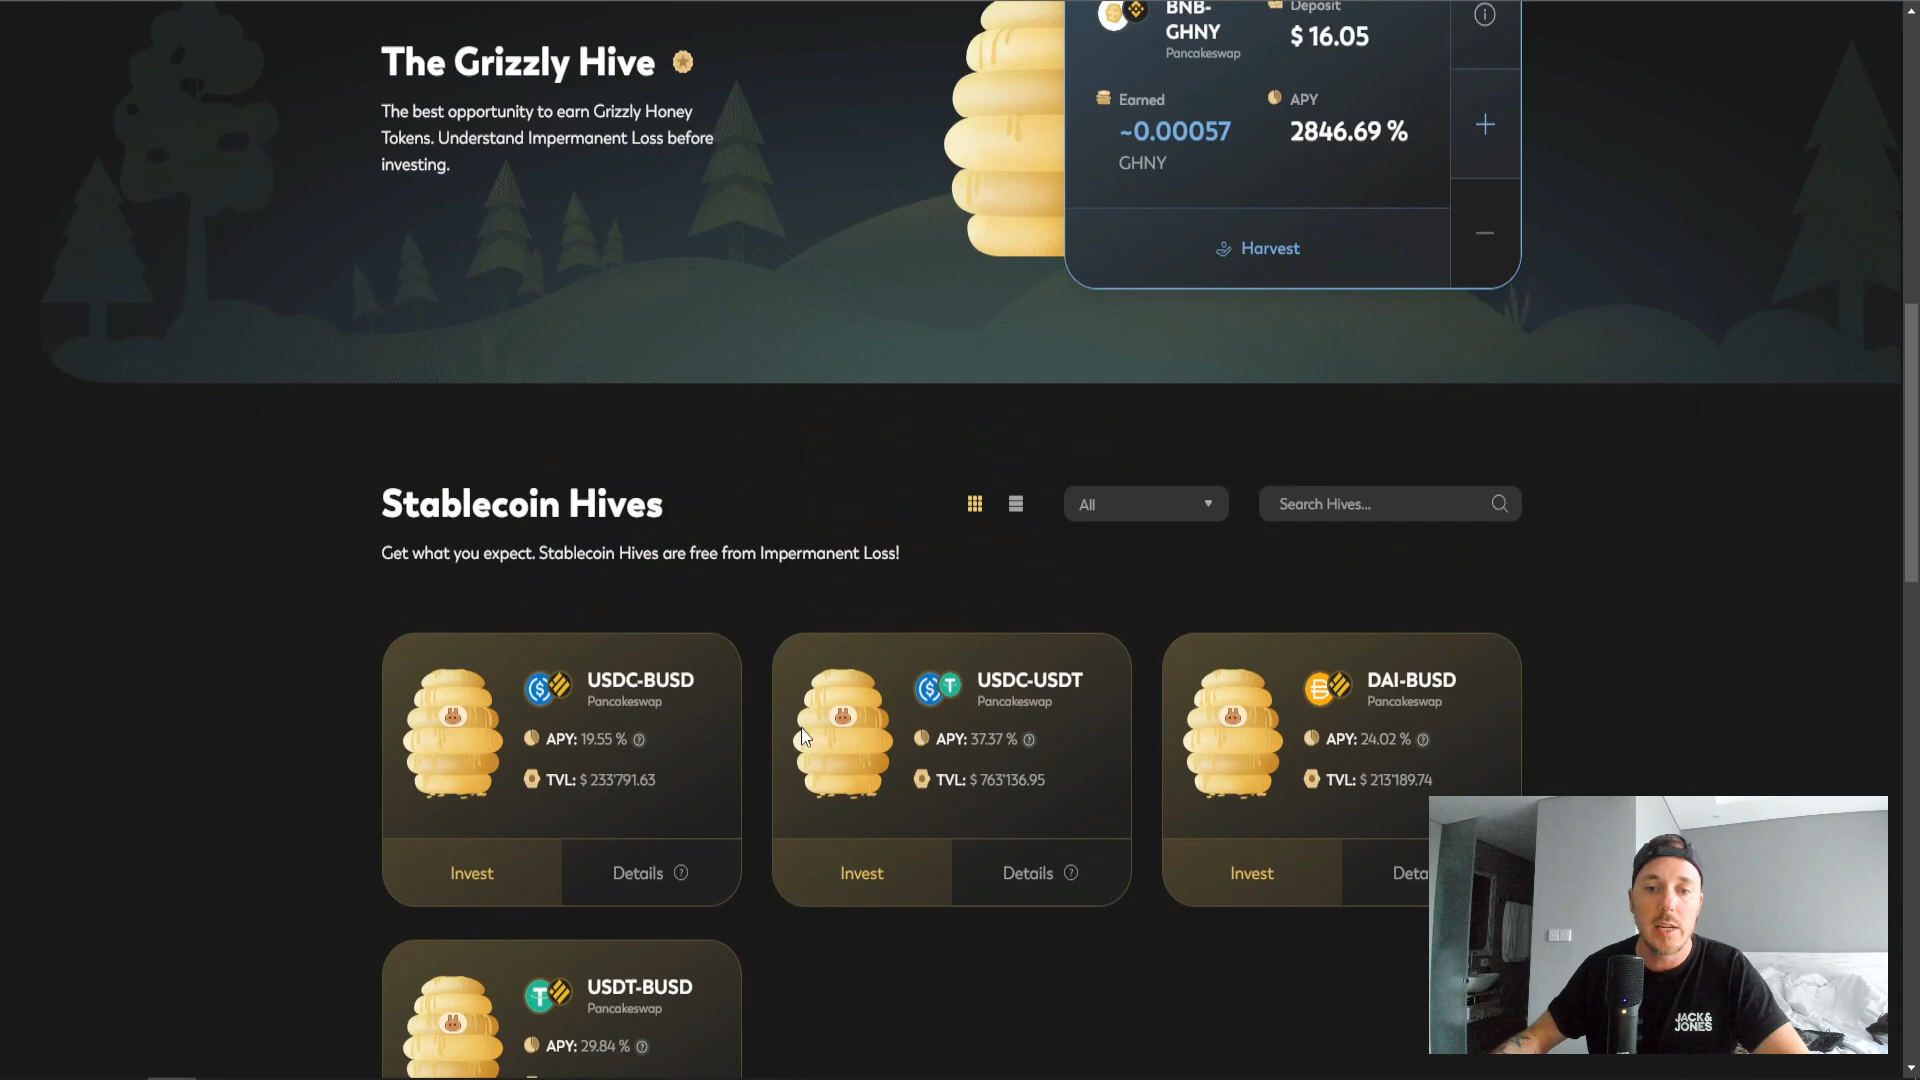 The Grizzly Hive
The best opportunity to earn Grizzly Honey
Tokens. Understand Impermanent Loss before
investing.
BNB-
GHNY
Pancakeswap
Deposit
$ 16.05
Earned
~0.00057
GHNY
APY
2846.69 %
Harvest
Stablecoin Hives
All
Search Hives...
Get what you expect. Stablecoin Hives are free from Impermanent Loss!
USDC-BUSD
Pancakeswap
APY: 19.55 %
TVL: $ 233'791.63
Invest
Details
USDC-USDT
Pancakeswap
APY: 37.37 %
TVL: $ 763'136.95
Invest
Details
DAI-BUSD
Pancakeswap
APY: 24.02 %
TVL: $ 213'189.74
Invest
Deta
USDT-BUSD
Pancakeswap
APY: 29.84 %
JACK&
JONES